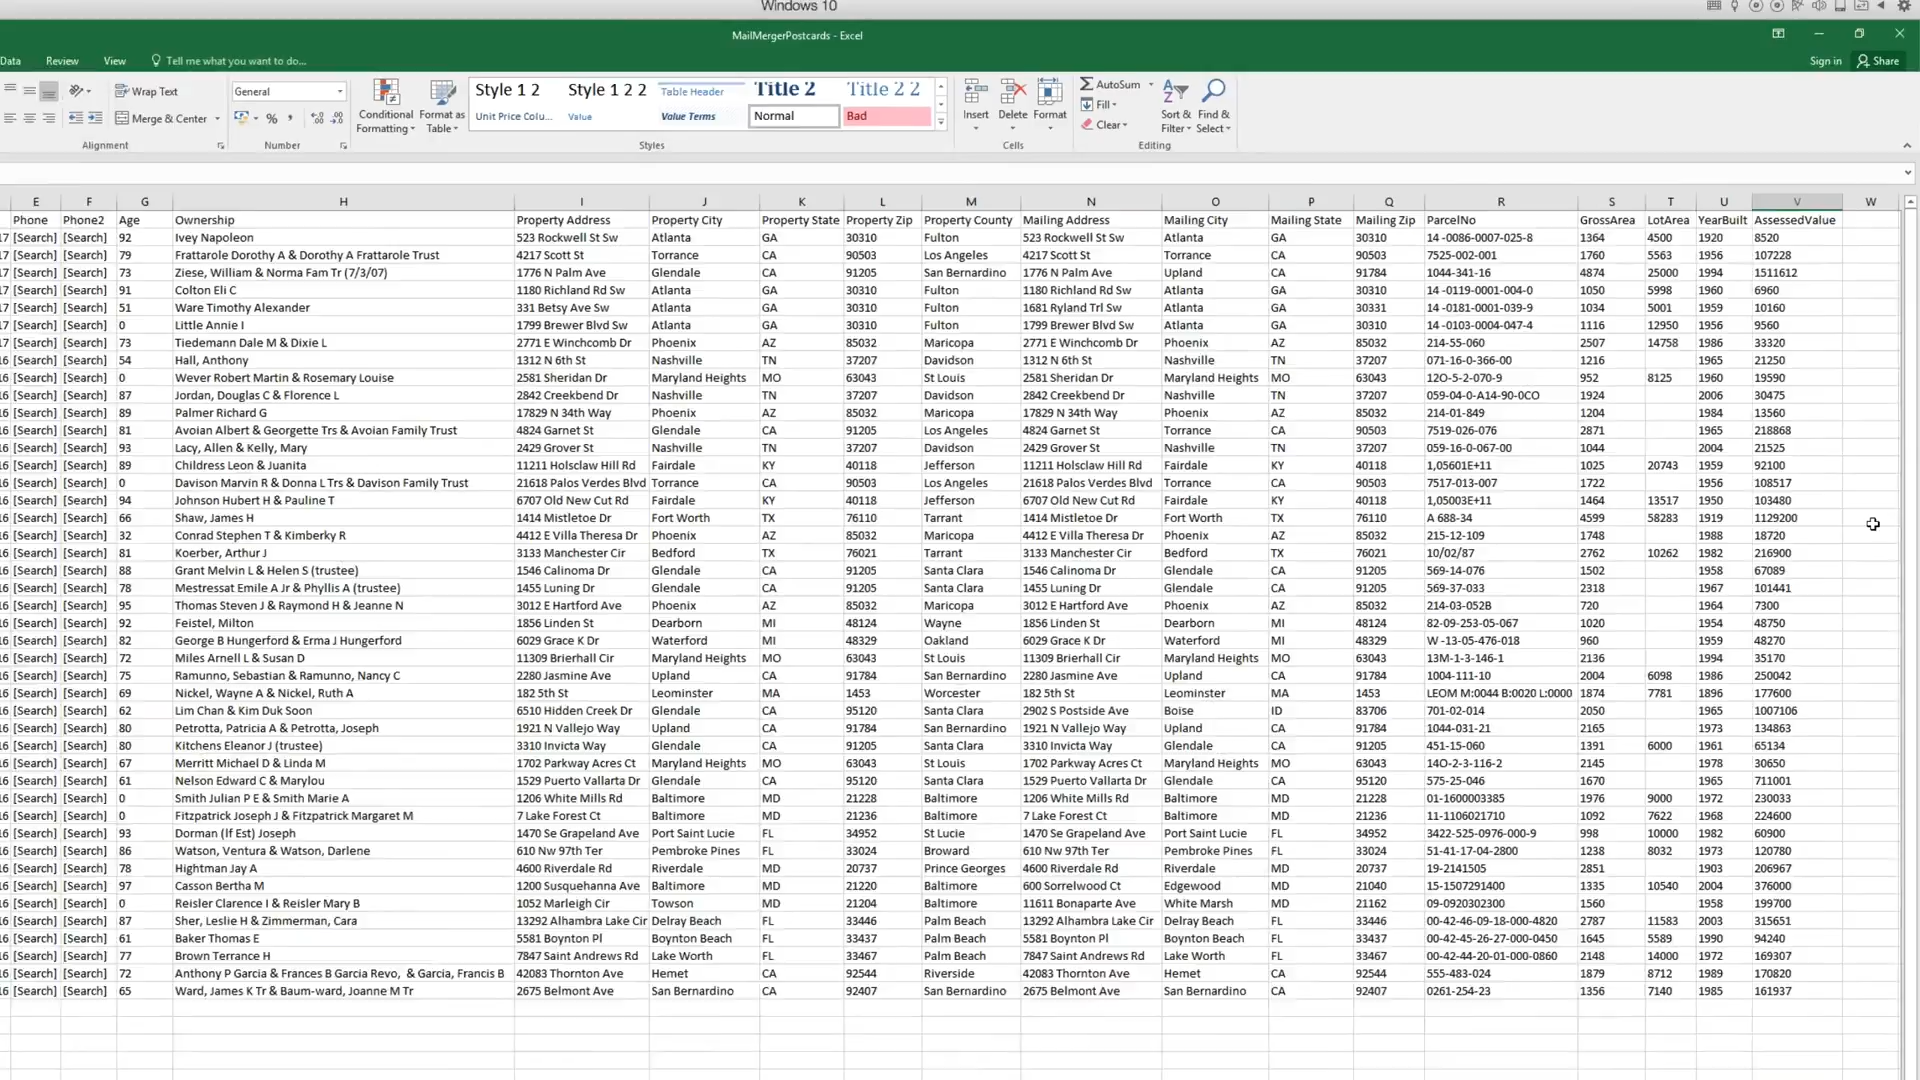 Windows 10
MailMergerPostcards - Excel
Data Review View Tell me what you want to do... Sign in Share
Wrap Text General Style 1 2 Style 1 2 2 Table Header Title 2 Title 2 2 AutoSum
Merge & Center % Conditional Formatting Format as Table Unit Price Colu... Value Value Terms Normal Bad Insert Delete Format Fill Clear Sort & Filter Find & Select
Alignment Number Styles Cells Editing
E F G H I J K L M N O P Q R S T U V W
Phone Phone2 Age Ownership Property Address Property City Property State Property Zip Property County Mailing Address Mailing City Mailing State Mailing Zip ParcelNo GrossArea LotArea YearBuilt AssessedValue
17 [Search] [Search] 92 Ivey Napoleon 523 Rockwell St Sw Atlanta GA 30310 Fulton 523 Rockwell St Sw Atlanta GA 30310 14 -0086-0007-025-8 1364 4500 1920 8520
17 [Search] [Search] 79 Frattarole Dorothy A & Dorothy A Frattarole Trust 4217 Scott St Torrance CA 90503 Los Angeles 4217 Scott St Torrance CA 90503 7525-002-001 1760 5563 1956 107228
17 [Search] [Search] 73 Ziese, William & Norma Fam Tr (7/3/07) 1776 N Palm Ave Glendale CA 91205 San Bernardino 1776 N Palm Ave Upland CA 91784 1044-341-16 4874 25000 1994 1511612
17 [Search] [Search] 91 Colton Eli C 1180 Richland Rd Sw Atlanta GA 30310 Fulton 1180 Richland Rd Sw Atlanta GA 30310 14 -0119-0001-004-0 1050 5998 1960 6960
17 [Search] [Search] 51 Ware Timothy Alexander 331 Betsy Ave Sw Atlanta GA 30310 Fulton 1681 Ryland Trl Sw Atlanta GA 30331 14 -0181-0001-039-9 1034 5001 1959 10160
17 [Search] [Search] 0 Little Annie I 1799 Brewer Blvd Sw Atlanta GA 30310 Fulton 1799 Brewer Blvd Sw Atlanta GA 30310 14 -0103-0004-047-4 1116 12950 1956 9560
17 [Search] [Search] 73 Tiedemann Dale M & Dixie L 2771 E Winchcomb Dr Phoenix AZ 85032 Maricopa 2771 E Winchcomb Dr Phoenix AZ 85032 214-55-060 2507 14758 1986 33320
16 [Search] [Search] 54 Hall, Anthony 1312 N 6th St Nashville TN 37207 Davidson 1312 N 6th St Nashville TN 37207 071-16-0-366-00 1216 1965 21250
16 [Search] [Search] 0 Wever Robert Martin & Rosemary Louise 2581 Sheridan Dr Maryland Heights MO 63043 St Louis 2581 Sheridan Dr Maryland Heights MO 63043 12O-5-2-070-9 952 8125 1960 19590
16 [Search] [Search] 87 Jordan, Douglas C & Florence L 2842 Creekbend Dr Nashville TN 37207 Davidson 2842 Creekbend Dr Nashville TN 37207 059-04-0-A14-90-0CO 1924 2006 30475
16 [Search] [Search] 89 Palmer Richard G 17829 N 34th Way Phoenix AZ 85032 Maricopa 17829 N 34th Way Phoenix AZ 85032 214-01-849 1204 1984 13560
16 [Search] [Search] 81 Avoian Albert & Georgette Trs & Avoian Family Trust 4824 Garnet St Glendale CA 91205 Los Angeles 4824 Garnet St Torrance CA 90503 7519-026-076 2871 1965 218868
16 [Search] [Search] 93 Lacy, Allen & Kelly, Mary 2429 Grover St Nashville TN 37207 Davidson 2429 Grover St Nashville TN 37207 059-16-0-067-00 1044 2004 21525
16 [Search] [Search] 89 Childress Leon & Juanita 11211 Holsclaw Hill Rd Fairdale KY 40118 Jefferson 11211 Holsclaw Hill Rd Fairdale KY 40118 1,05601E+11 1025 20743 1959 92100
16 [Search] [Search] 0 Davison Marvin R & Donna L Trs & Davison Family Trust 21618 Palos Verdes Blvd Torrance CA 90503 Los Angeles 21618 Palos Verdes Blvd Torrance CA 90503 7517-013-007 1722 1956 108517
16 [Search] [Search] 94 Johnson Hubert H & Pauline T 6707 Old New Cut Rd Fairdale KY 40118 Jefferson 6707 Old New Cut Rd Fairdale KY 40118 1,05003E+11 1464 13517 1950 103480
16 [Search] [Search] 66 Shaw, James H 1414 Mistletoe Dr Fort Worth TX 76110 Tarrant 1414 Mistletoe Dr Fort Worth TX 76110 A 688-34 4599 58283 1919 1129200
16 [Search] [Search] 32 Conrad Stephen T & Kimberky R 4412 E Villa Theresa Dr Phoenix AZ 85032 Maricopa 4412 E Villa Theresa Dr Phoenix AZ 85032 215-12-109 1748 1988 18720
16 [Search] [Search] 81 Koerber, Arthur J 3133 Manchester Cir Bedford TX 76021 Tarrant 3133 Manchester Cir Bedford TX 76021 10/02/87 2762 10262 1982 216900
16 [Search] [Search] 88 Grant Melvin L & Helen S (trustee) 1546 Calinoma Dr Glendale CA 91205 Santa Clara 1546 Calinoma Dr Glendale CA 91205 569-14-076 1502 1958 67089
16 [Search] [Search] 78 Mestressat Emile A Jr & Phyllis A (trustee) 1455 Luning Dr Glendale CA 91205 Santa Clara 1455 Luning Dr Glendale CA 91205 569-37-033 2318 1967 101441
16 [Search] [Search] 95 Thomas Steven J & Raymond H & Jeanne N 3012 E Hartford Ave Phoenix AZ 85032 Maricopa 3012 E Hartford Ave Phoenix AZ 85032 214-03-052B 720 1964 7300
16 [Search] [Search] 92 Feistel, Milton 1856 Linden St Dearborn MI 48124 Wayne 1856 Linden St Dearborn MI 48124 82-09-253-05-067 1020 1954 48750
16 [Search] [Search] 82 George B Hungerford & Erma J Hungerford 6029 Grace K Dr Waterford MI 48329 Oakland 6029 Grace K Dr Waterford MI 48329 W -13-05-476-018 960 1959 48270
16 [Search] [Search] 72 Miles Arnell L & Susan D 11309 Brierhall Cir Maryland Heights MO 63043 St Louis 11309 Brierhall Cir Maryland Heights MO 63043 13M-1-3-146-1 2136 1994 35170
16 [Search] [Search] 75 Ramunno, Sebastian & Ramunno, Nancy C 2280 Jasmine Ave Upland CA 91784 San Bernardino 2280 Jasmine Ave Upland CA 91784 1004-111-10 2004 6098 1986 250042
16 [Search] [Search] 69 Nickel, Wayne A & Nickel, Ruth A 182 5th St Leominster MA 1453 Worcester 182 5th St Leominster MA 1453 LEOM M:0044 B:0020 L:0000 1874 7781 1896 177600
16 [Search] [Search] 62 Lim Chan & Kim Duk Soon 6510 Hidden Creek Dr Glendale CA 95120 Santa Clara 2902 S Postside Ave Boise ID 83706 701-02-014 2050 1965 1007106
16 [Search] [Search] 80 Petrotta, Patricia A & Petrotta, Joseph 1921 N Vallejo Way Upland CA 91784 San Bernardino 1921 N Vallejo Way Upland CA 91784 1044-031-21 2165 1973 134863
16 [Search] [Search] 80 Kitchens Eleanor J (trustee) 3310 Invicta Way Glendale CA 91205 Santa Clara 3310 Invicta Way Glendale CA 91205 451-15-060 1391 6000 1961 65134
16 [Search] [Search] 67 Merritt Michael D & Linda M 1702 Parkway Acres Ct Maryland Heights MO 63043 St Louis 1702 Parkway Acres Ct Maryland Heights MO 63043 14O-2-3-116-2 2145 1978 30650
16 [Search] [Search] 61 Nelson Edward C & Marylou 1529 Puerto Vallarta Dr Glendale CA 95120 Santa Clara 1529 Puerto Vallarta Dr Glendale CA 95120 575-25-046 1670 1965 711001
16 [Search] [Search] 0 Smith Julian P E & Smith Marie A 1206 White Mills Rd Baltimore MD 21228 Baltimore 1206 White Mills Rd Baltimore MD 21228 01-1600003385 1976 9000 1972 230033
16 [Search] [Search] 0 Fitzpatrick Joseph J & Fitzpatrick Margaret M 7 Lake Forest Ct Baltimore MD 21236 Baltimore 7 Lake Forest Ct Baltimore MD 21236 11-1106021710 1092 7622 1968 224600
16 [Search] [Search] 93 Dorman (lf Est) Joseph 1470 Se Grapeland Ave Port Saint Lucie FL 34952 St Lucie 1470 Se Grapeland Ave Port Saint Lucie FL 34952 3422-525-0976-000-9 998 10000 1982 60900
16 [Search] [Search] 86 Watson, Ventura & Watson, Darlene 610 Nw 97th Ter Pembroke Pines FL 33024 Broward 610 Nw 97th Ter Pembroke Pines FL 33024 51-41-17-04-2800 1238 8032 1973 120780
16 [Search] [Search] 78 Hightman Jay A 4600 Riverdale Rd Riverdale MD 20737 Prince Georges 4600 Riverdale Rd Riverdale MD 20737 19-2141505 2851 1903 206967
16 [Search] [Search] 97 Casson Bertha M 1200 Susquehanna Ave Baltimore MD 21220 Baltimore 600 Sorrelwood Ct Edgewood MD 21040 15-1507291400 1335 10540 2004 376000
16 [Search] [Search] 0 Reisler Clarence I & Reisler Mary B 1052 Marleigh Cir Towson MD 21204 Baltimore 11611 Bonaparte Ave White Marsh MD 21162 09-0920302300 1560 1958 199700
16 [Search] [Search] 87 Sher, Leslie H & Zimmerman, Cara 13292 Alhambra Lake Cir Delray Beach FL 33446 Palm Beach 13292 Alhambra Lake Cir Delray Beach FL 33446 00-42-46-09-18-000-4820 2787 11583 2003 315651
16 [Search] [Search] 61 Baker Thomas E 5581 Boynton Pl Boynton Beach FL 33437 Palm Beach 5581 Boynton Pl Boynton Beach FL 33437 00-42-45-26-27-000-0450 1645 5589 1990 94240
16 [Search] [Search] 77 Brown Terrance H 7847 Saint Andrews Rd Lake Worth FL 33467 Palm Beach 7847 Saint Andrews Rd Lake Worth FL 33467 00-42-44-20-01-000-0860 2148 14000 1972 169307
16 [Search] [Search] 72 Anthony P Garcia & Frances B Garcia Revo, & Garcia, Francis B 42083 Thornton Ave Hemet CA 92544 Riverside 42083 Thornton Ave Hemet CA 92544 555-483-024 1879 8712 1989 170820
16 [Search] [Search] 65 Ward, James K Tr & Baum-ward, Joanne M Tr 2675 Belmont Ave San Bernardino CA 92407 San Bernardino 2675 Belmont Ave San Bernardino CA 92407 0261-254-23 1356 7140 1985 161937